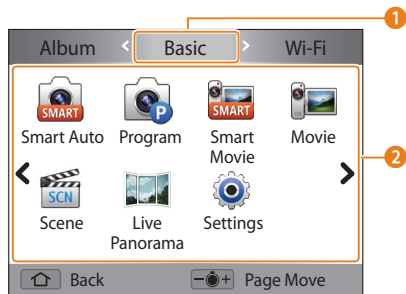 1
Album < Basic > Wi-Fi
SMART P SMART
Smart Auto Program Smart Movie Movie
2
SCN
Scene Live Panorama Settings
Back −+ Page Move